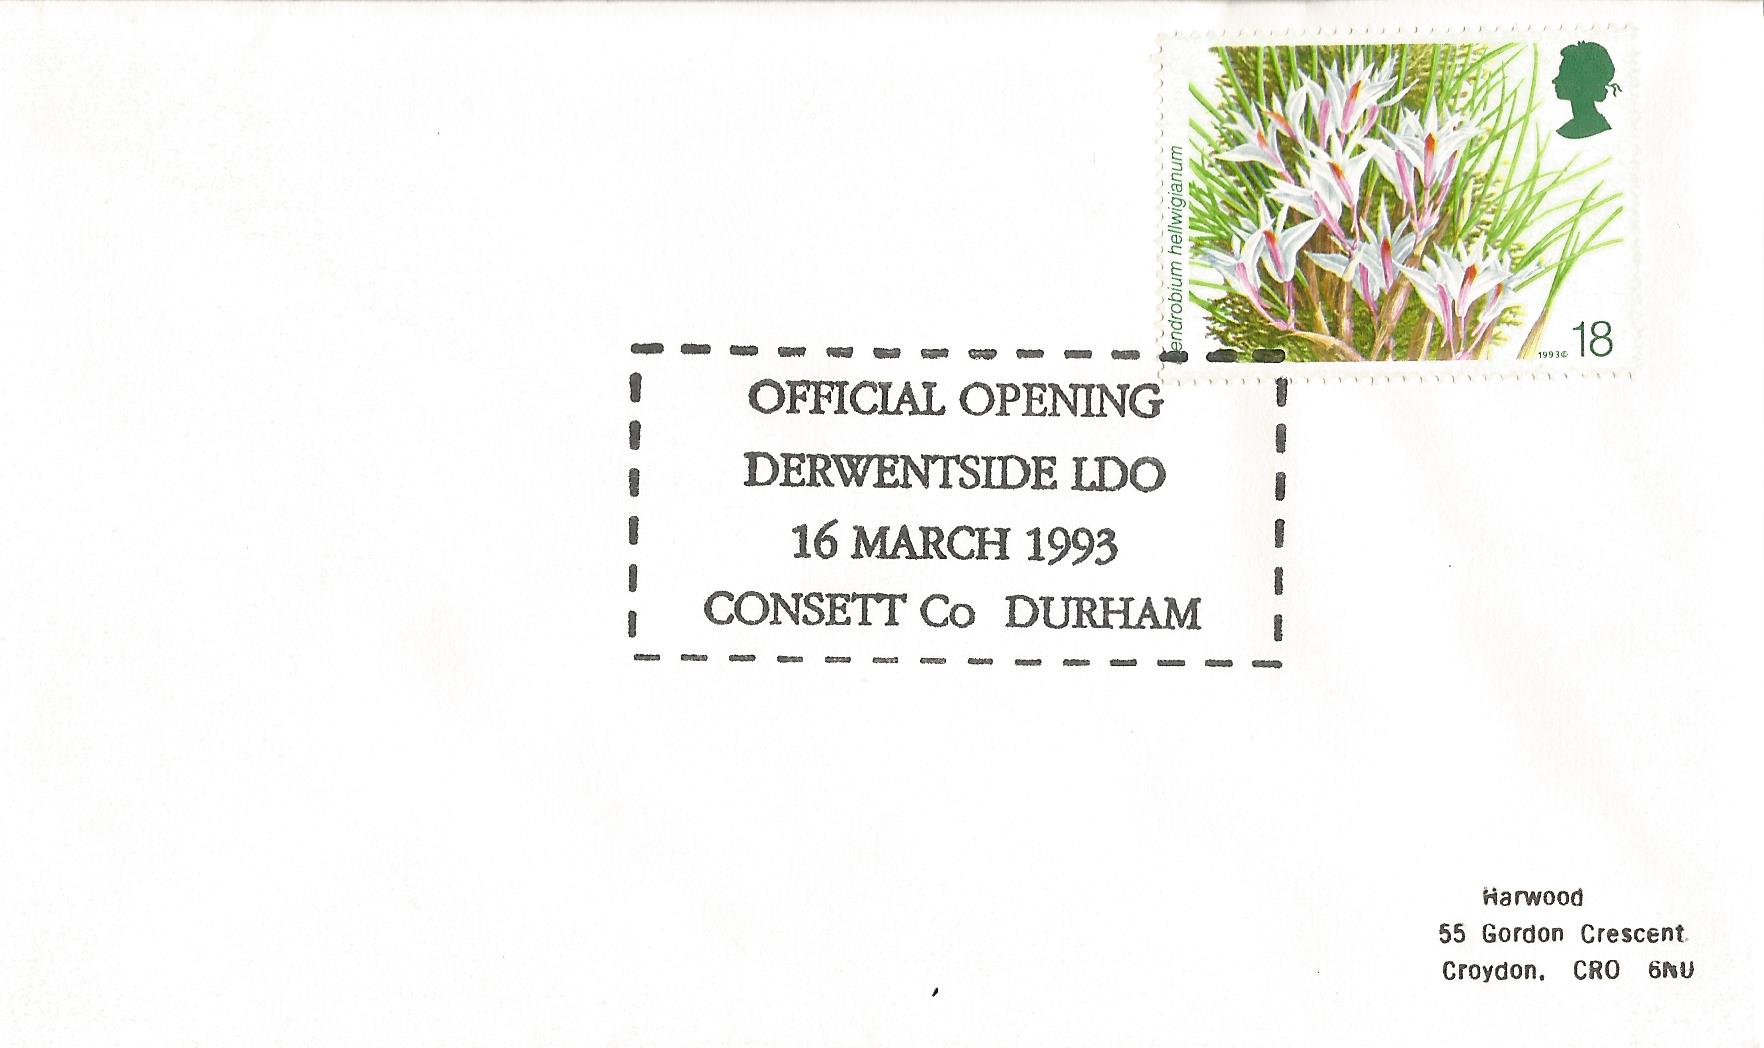 Dendrobium hellwigianum
1993© 18
OFFICIAL OPENING
DERWENTSIDE LDO
16 MARCH 1993
CONSETT Co DURHAM
Harwood
55 Gordon Crescent
Croydon. CRO 6NU